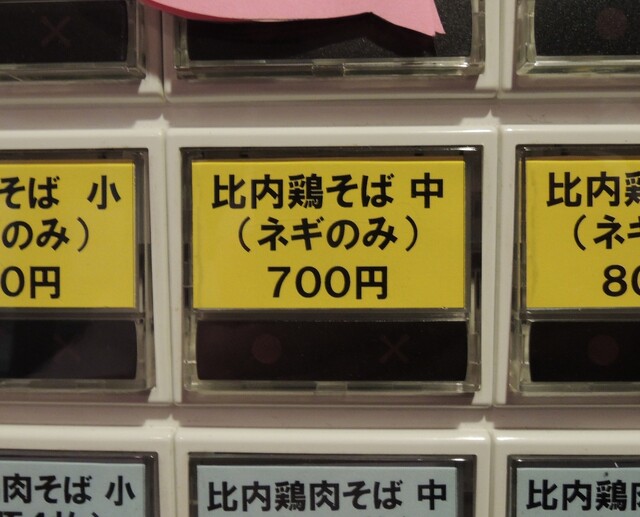 そば 小
のみ)
0円
比内鶏そば 中
(ネギのみ)
700円
比内
(ネ
80
肉そば 小
比内鶏肉そば 中
比内鶏